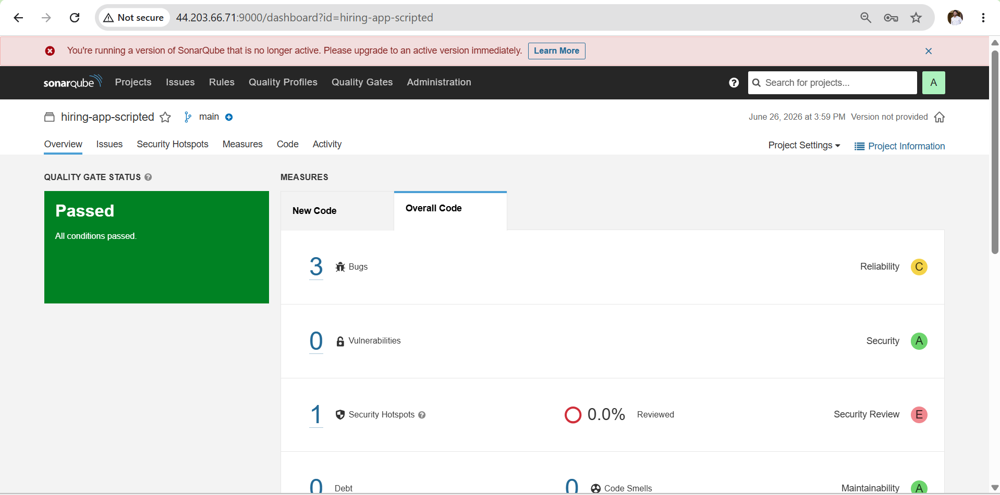 Not secure 44.203.66.71:9000/dashboard?id=hiring-app-scripted
You're running a version of SonarQube that is no longer active. Please upgrade to an active version immediately. Learn More
sonarqube Projects Issues Rules Quality Profiles Quality Gates Administration Search for projects... A
hiring-app-scripted main June 26, 2026 at 3:59 PM Version not provided
Overview Issues Security Hotspots Measures Code Activity Project Settings Project Information
QUALITY GATE STATUS MEASURES
Passed
All conditions passed.
New Code Overall Code
3 Bugs Reliability C
0 Vulnerabilities Security A
1 Security Hotspots 0.0% Reviewed Security Review E
0 Debt 0 Code Smells Maintainability A